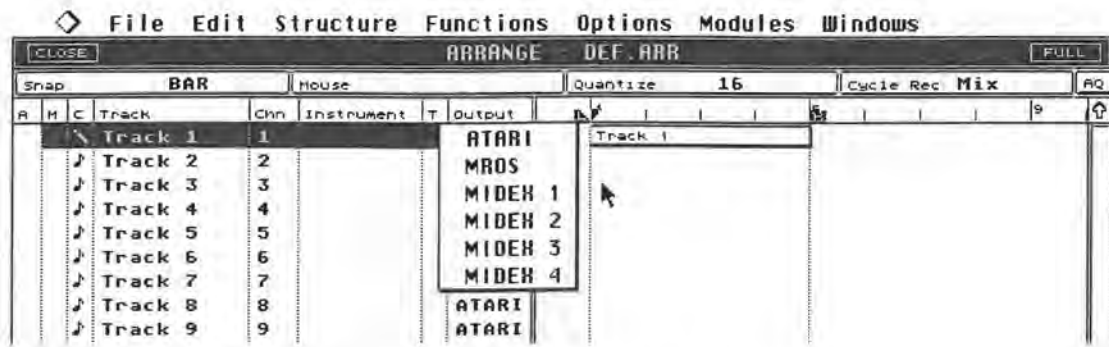 File Edit Structure Functions Options Modules Windows
CLOSE ARRANGE - DEF.ARR FULL
Snap BAR Mouse Quantize 16 Cycle Rec Mix AQ
A M C Track Chn Instrument T Output 5 9
Track 1 1 ATARI Track 1
Track 2 2 MROS
Track 3 3 MIDEX 1
Track 4 4 MIDEX 2
Track 5 5 MIDEX 3
Track 6 6 MIDEX 4
Track 7 7
Track 8 8 ATARI
Track 9 9 ATARI